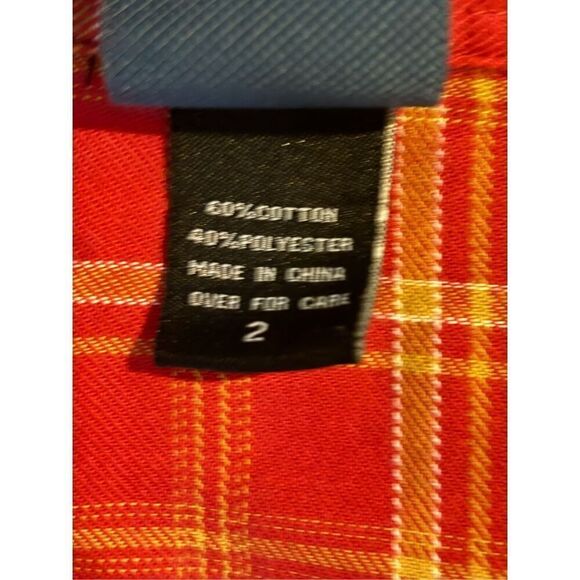 60%COTTON
40%POLYESTER
MADE IN CHINA
OVER FOR CARE
2